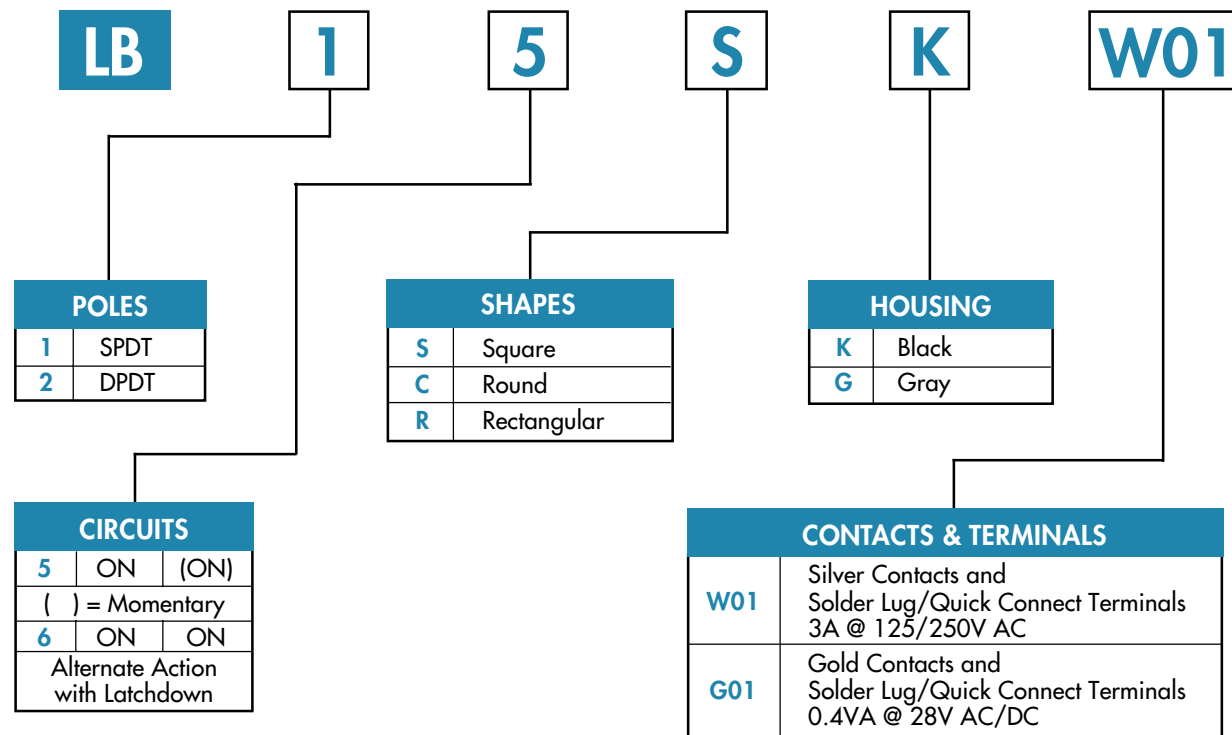 LB 1 5 S K W01
POLES
1 SPDT
2 DPDT
SHAPES
S Square
C Round
R Rectangular
HOUSING
K Black
G Gray
CIRCUITS
5 ON (ON)
( ) = Momentary
6 ON ON
Alternate Action
with Latchdown
CONTACTS & TERMINALS
W01 Silver Contacts and
Solder Lug/Quick Connect Terminals
3A @ 125/250V AC
G01 Gold Contacts and
Solder Lug/Quick Connect Terminals
0.4VA @ 28V AC/DC